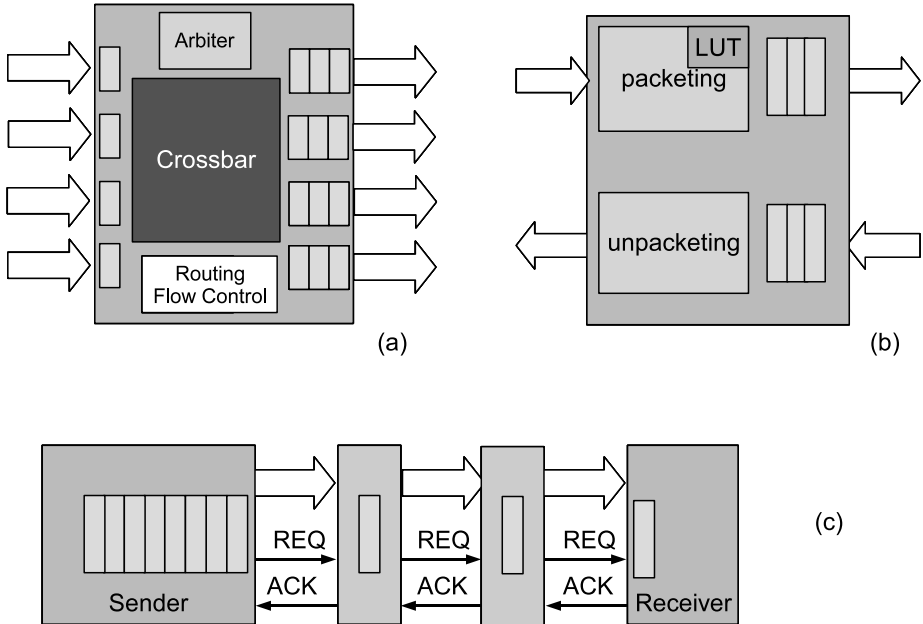 Arbiter
Crossbar
Routing
Flow Control
(a)
LUT
packeting
unpacketing
(b)
REQ
REQ
REQ
ACK
ACK
ACK
Sender
Receiver
(c)